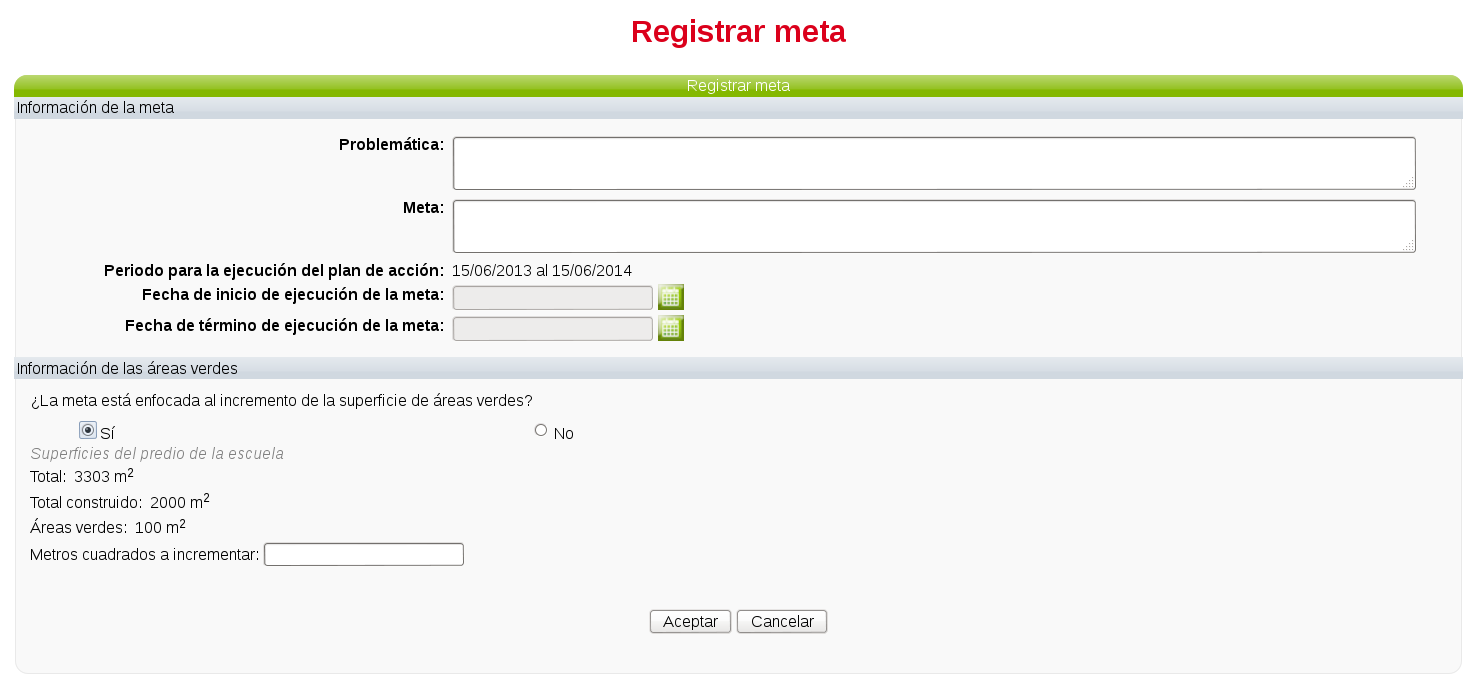 Registrar meta
Registrar meta
Información de la meta
Problemática:
Meta:
Periodo para la ejecución del plan de acción: 15/06/2013 al 15/06/2014
Fecha de inicio de ejecución de la meta:
Fecha de término de ejecución de la meta:
Información de las áreas verdes
¿La meta está enfocada al incremento de la superficie de áreas verdes?
Sí No
Superficies del predio de la escuela
Total: 3303 m²
Total construido: 2000 m²
Áreas verdes: 100 m²
Metros cuadrados a incrementar:
Aceptar Cancelar